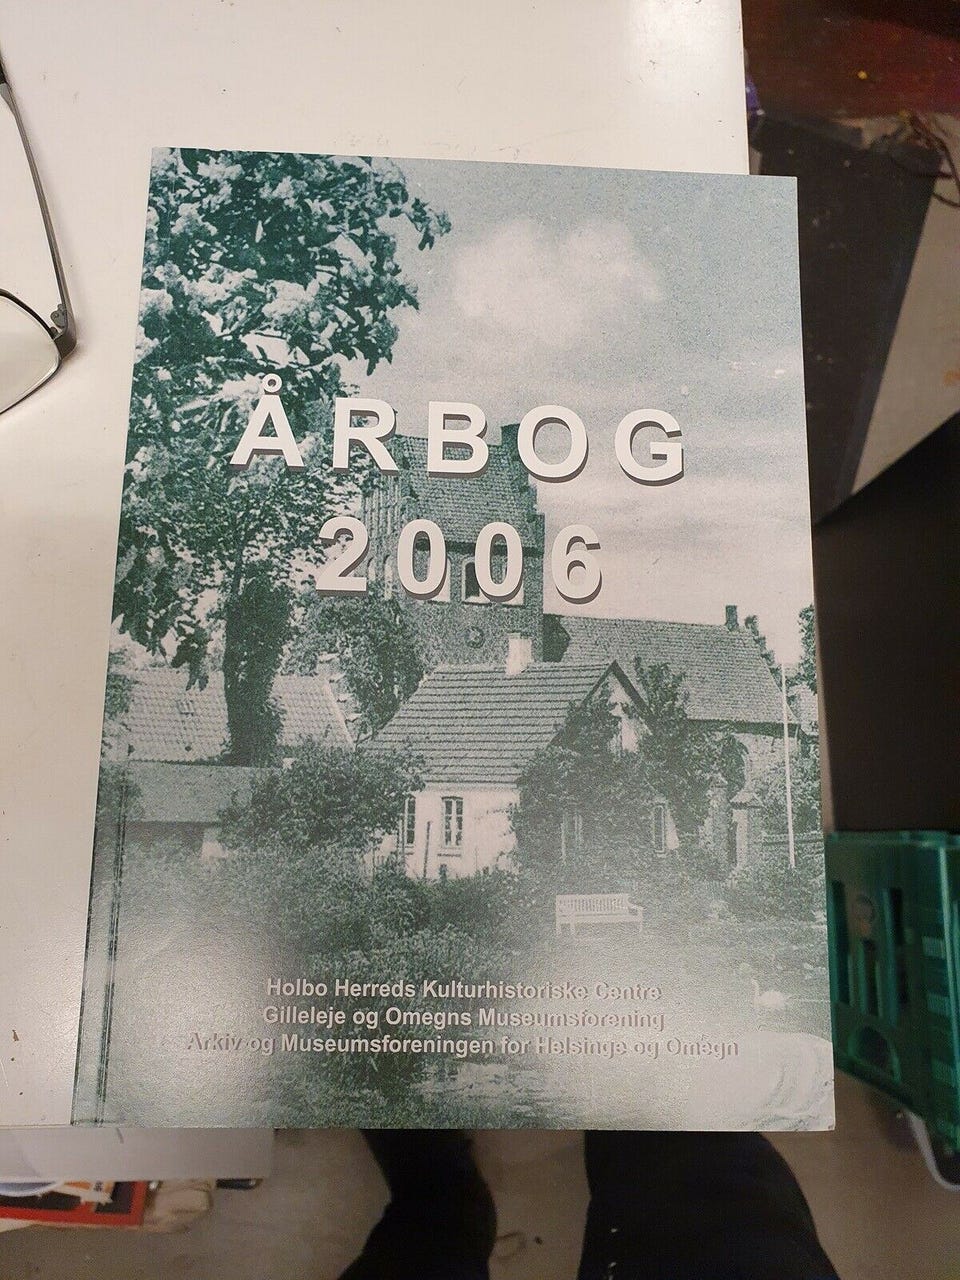 ÅRBOG
2006
Holbo Herreds Kulturhistoriske Centre
Gilleleje og Omegns Museumsforening
Arkiv og Museumsforeningen for Helsinge og Omegn